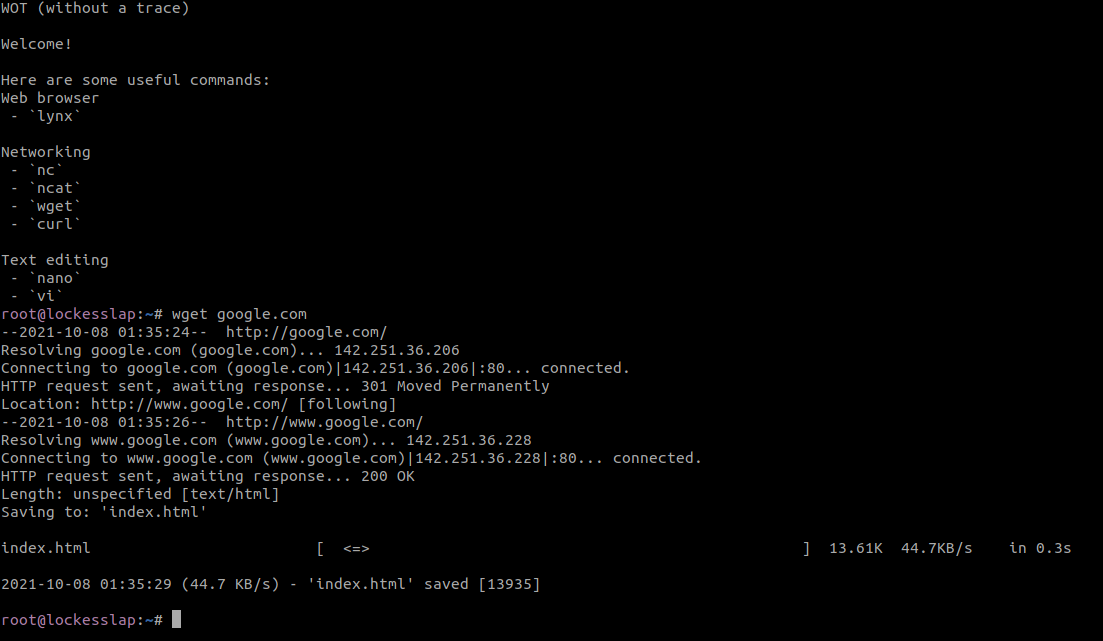 WOT (without a trace)
Welcome!
Here are some useful commands:
Web browser
 - `lynx`
Networking
 - `nc`
 - `ncat`
 - `wget`
 - `curl`
Text editing
 - `nano`
 - `vi`
root@lockesslap:~# wget google.com
--2021-10-08 01:35:24--  http://google.com/
Resolving google.com (google.com)... 142.251.36.206
Connecting to google.com (google.com)|142.251.36.206|:80... connected.
HTTP request sent, awaiting response... 301 Moved Permanently
Location: http://www.google.com/ [following]
--2021-10-08 01:35:26--  http://www.google.com/
Resolving www.google.com (www.google.com)... 142.251.36.228
Connecting to www.google.com (www.google.com)|142.251.36.228|:80... connected.
HTTP request sent, awaiting response... 200 OK
Length: unspecified [text/html]
Saving to: 'index.html'
index.html                         [  <=>                                                ]  13.61K  44.7KB/s    in 0.3s
2021-10-08 01:35:29 (44.7 KB/s) - 'index.html' saved [13935]
root@lockesslap:~#